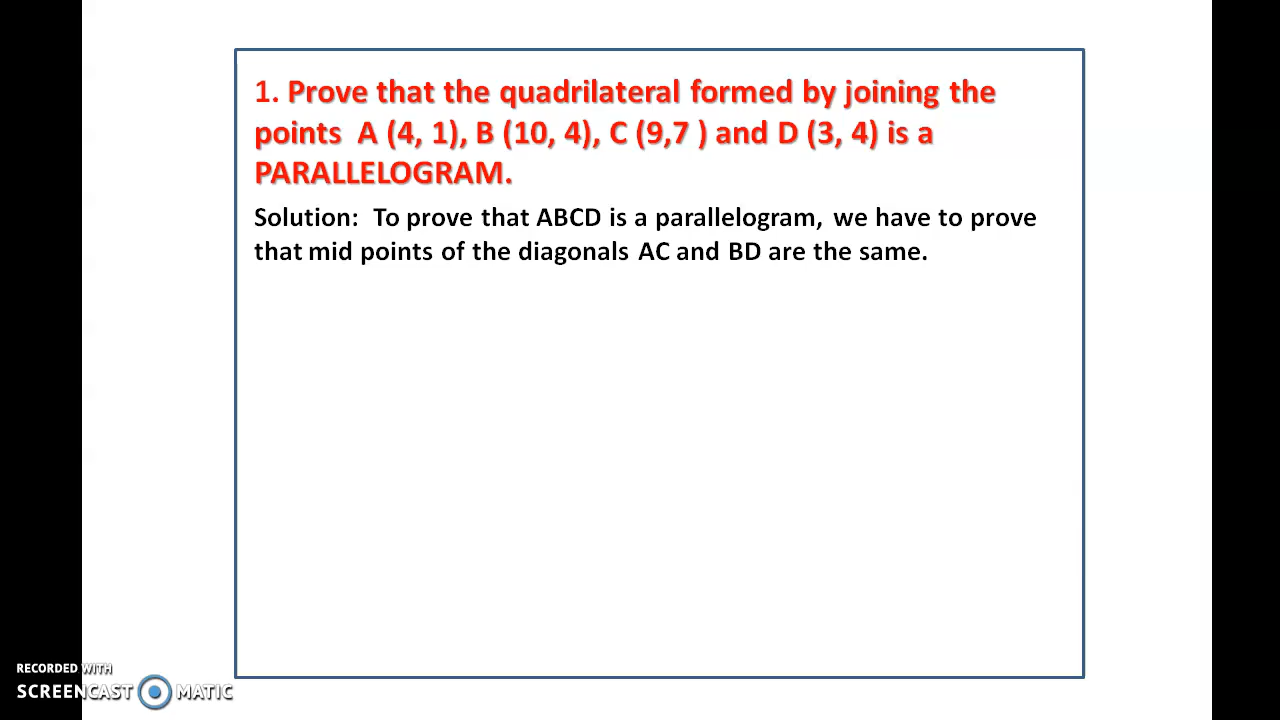 1. Prove that the quadrilateral formed by joining the
points A (4, 1), B (10, 4), C (9,7 ) and D (3, 4) is a
PARALLELOGRAM.
Solution: To prove that ABCD is a parallelogram, we have to prove
that mid points of the diagonals AC and BD are the same.
RECORDED WITH
SCREENCAST MATIC